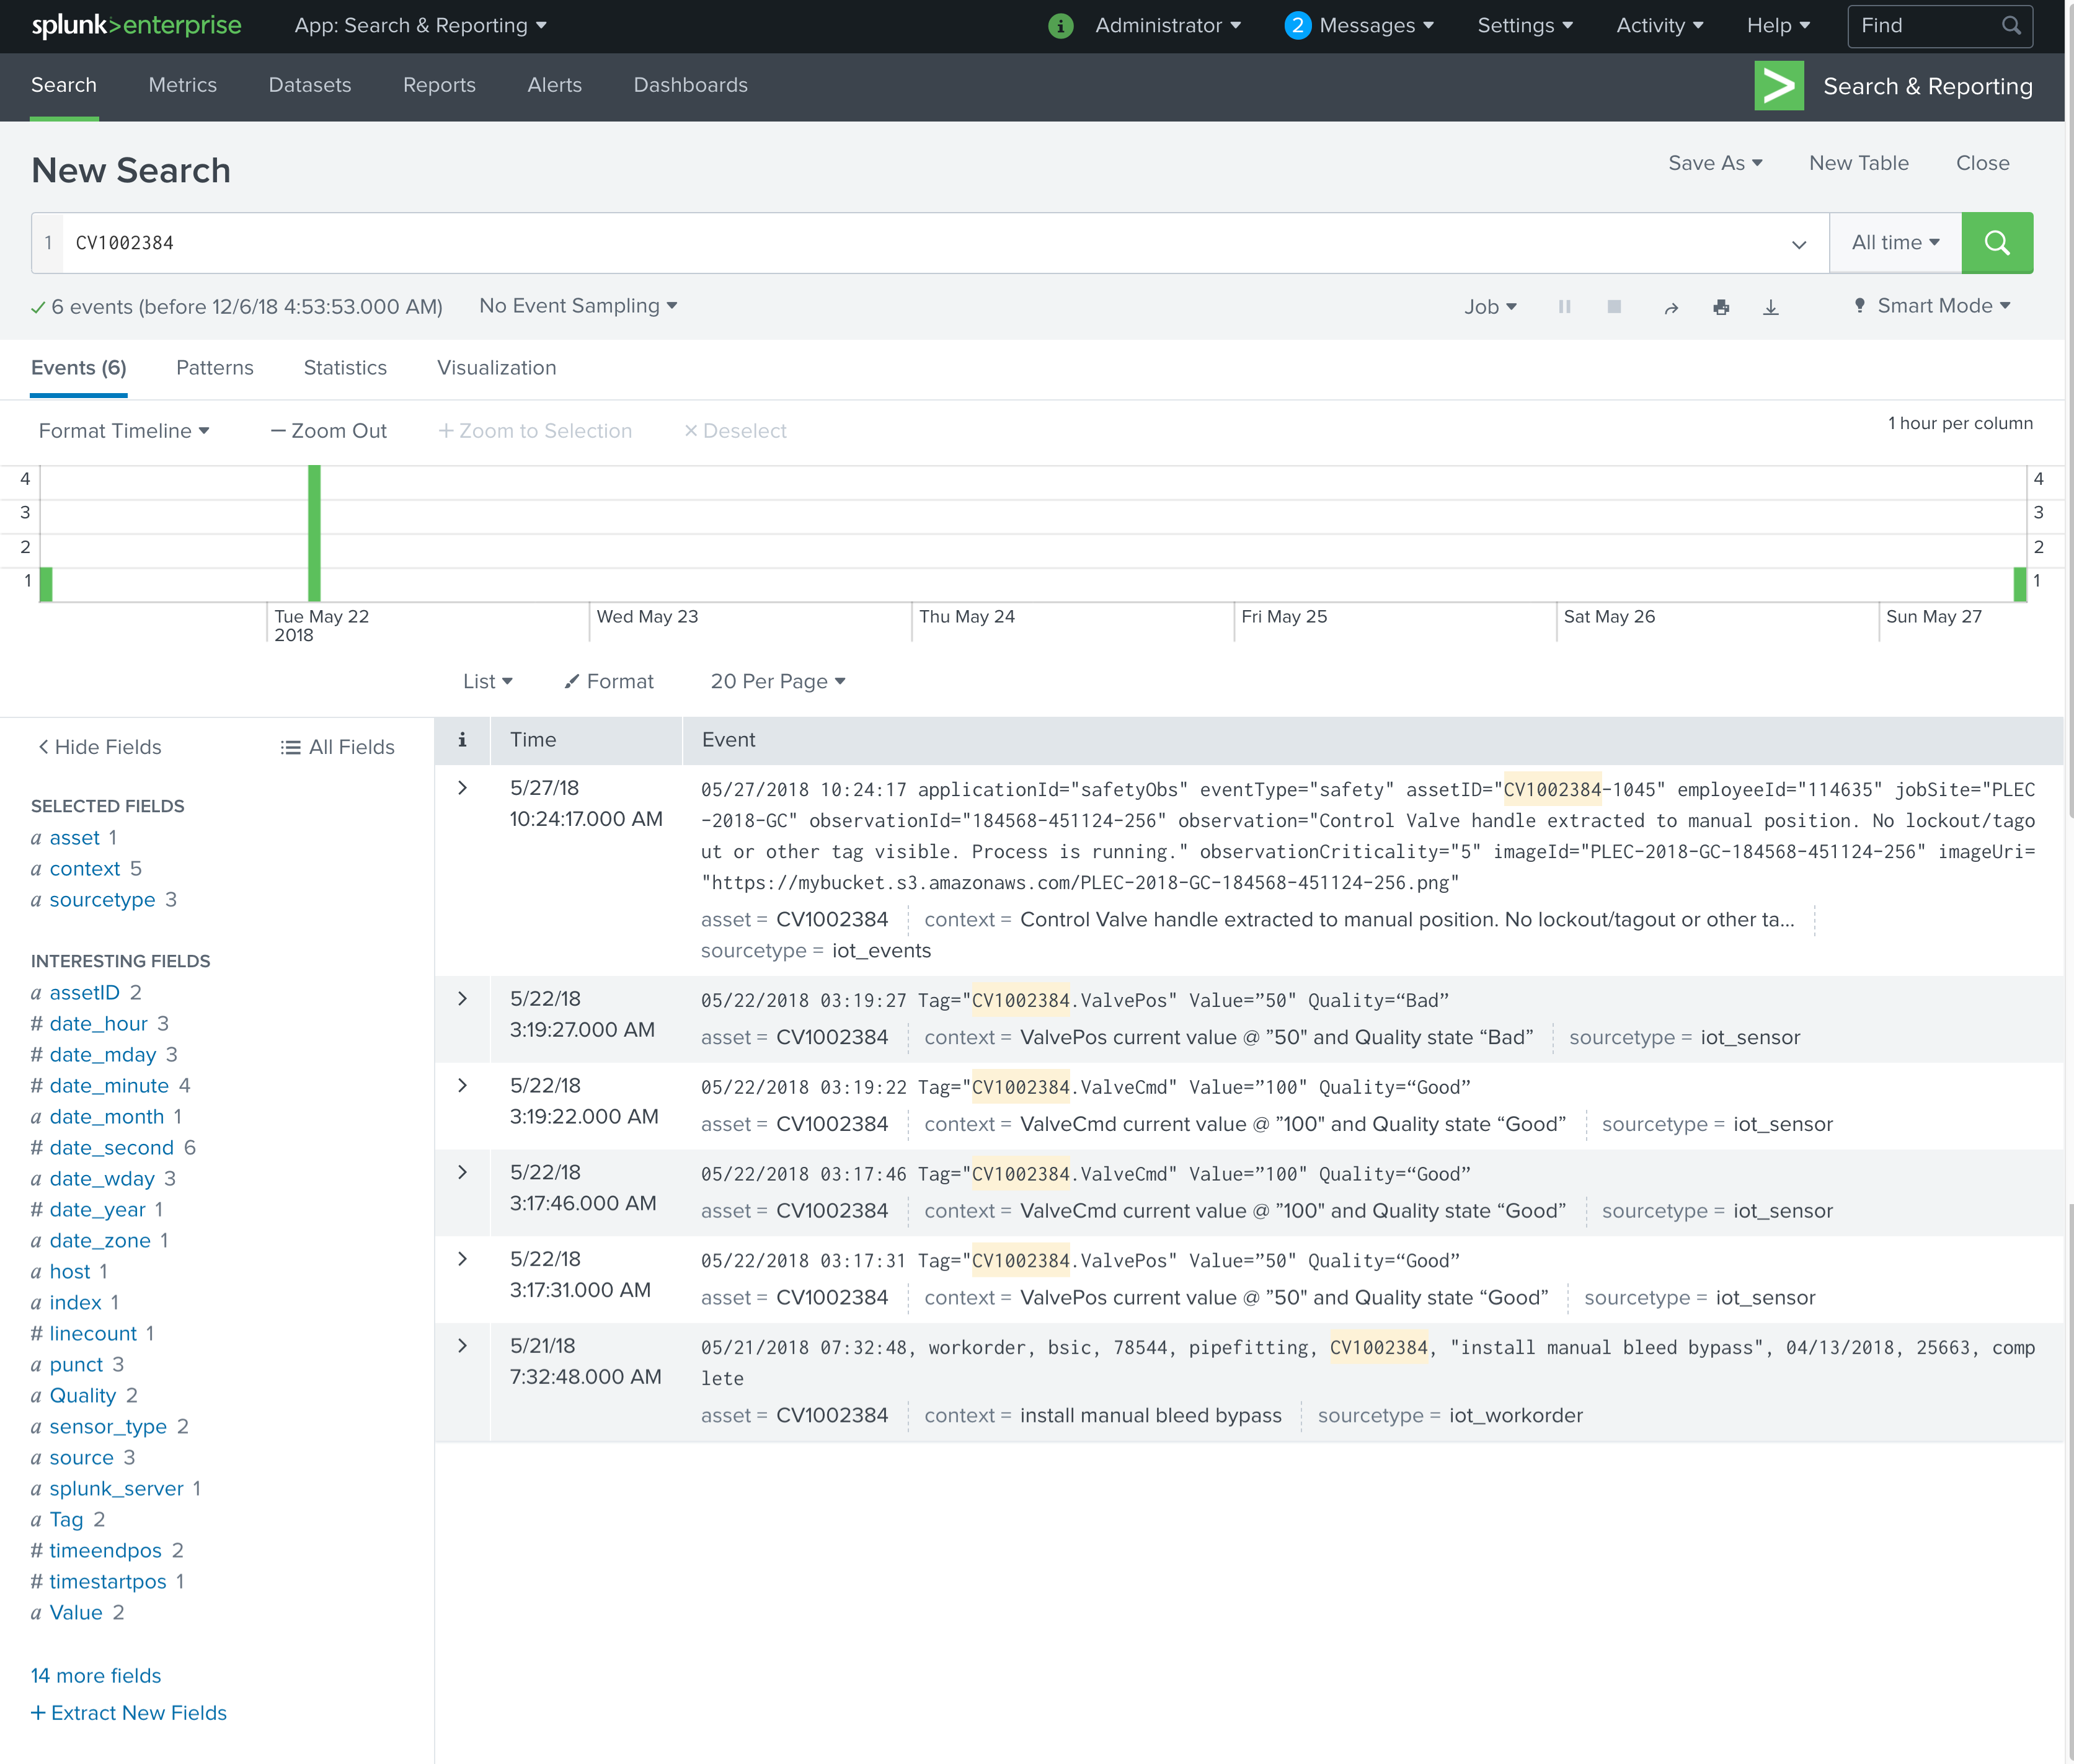 splunk>enterprise App: Search & Reporting i Administrator 2 Messages Settings Activity Help Find
Search Metrics Datasets Reports Alerts Dashboards Search & Reporting
New Search Save As New Table Close
1 CV1002384 All time
6 events (before 12/6/18 4:53:53.000 AM) No Event Sampling Job Smart Mode
Events (6) Patterns Statistics Visualization
Format Timeline — Zoom Out + Zoom to Selection × Deselect 1 hour per column
4 4
3 3
2 2
1 1
Tue May 22 Wed May 23 Thu May 24 Fri May 25 Sat May 26 Sun May 27
2018
List Format 20 Per Page
< Hide Fields All Fields
SELECTED FIELDS
a asset 1
a context 5
a sourcetype 3
INTERESTING FIELDS
a assetID 2
# date_hour 3
# date_mday 3
# date_minute 4
a date_month 1
# date_second 6
a date_wday 3
# date_year 1
a date_zone 1
a host 1
a index 1
# linecount 1
a punct 3
a Quality 2
a sensor_type 2
a source 3
a splunk_server 1
a Tag 2
# timeendpos 2
# timestartpos 1
a Value 2
14 more fields
+ Extract New Fields
i Time Event
5/27/18
10:24:17.000 AM
05/27/2018 10:24:17 applicationId="safetyObs" eventType="safety" assetID="CV1002384-1045" employeeId="114635" jobSite="PLEC
-2018-GC" observationId="184568-451124-256" observation="Control Valve handle extracted to manual position. No lockout/tago
ut or other tag visible. Process is running." observationCriticality="5" imageId="PLEC-2018-GC-184568-451124-256" imageUri=
"https://mybucket.s3.amazonaws.com/PLEC-2018-GC-184568-451124-256.png"
asset = CV1002384 context = Control Valve handle extracted to manual position. No lockout/tagout or other ta...
sourcetype = iot_events
5/22/18
3:19:27.000 AM
05/22/2018 03:19:27 Tag="CV1002384.ValvePos" Value=”50" Quality=“Bad”
asset = CV1002384 context = ValvePos current value @ ”50" and Quality state “Bad” sourcetype = iot_sensor
5/22/18
3:19:22.000 AM
05/22/2018 03:19:22 Tag="CV1002384.ValveCmd" Value=”100" Quality=“Good”
asset = CV1002384 context = ValveCmd current value @ ”100" and Quality state “Good” sourcetype = iot_sensor
5/22/18
3:17:46.000 AM
05/22/2018 03:17:46 Tag="CV1002384.ValveCmd" Value=”100" Quality=“Good”
asset = CV1002384 context = ValveCmd current value @ ”100" and Quality state “Good” sourcetype = iot_sensor
5/22/18
3:17:31.000 AM
05/22/2018 03:17:31 Tag="CV1002384.ValvePos" Value=”50" Quality=“Good”
asset = CV1002384 context = ValvePos current value @ ”50" and Quality state “Good” sourcetype = iot_sensor
5/21/18
7:32:48.000 AM
05/21/2018 07:32:48, workorder, bsic, 78544, pipefitting, CV1002384, "install manual bleed bypass", 04/13/2018, 25663, comp
lete
asset = CV1002384 context = install manual bleed bypass sourcetype = iot_workorder